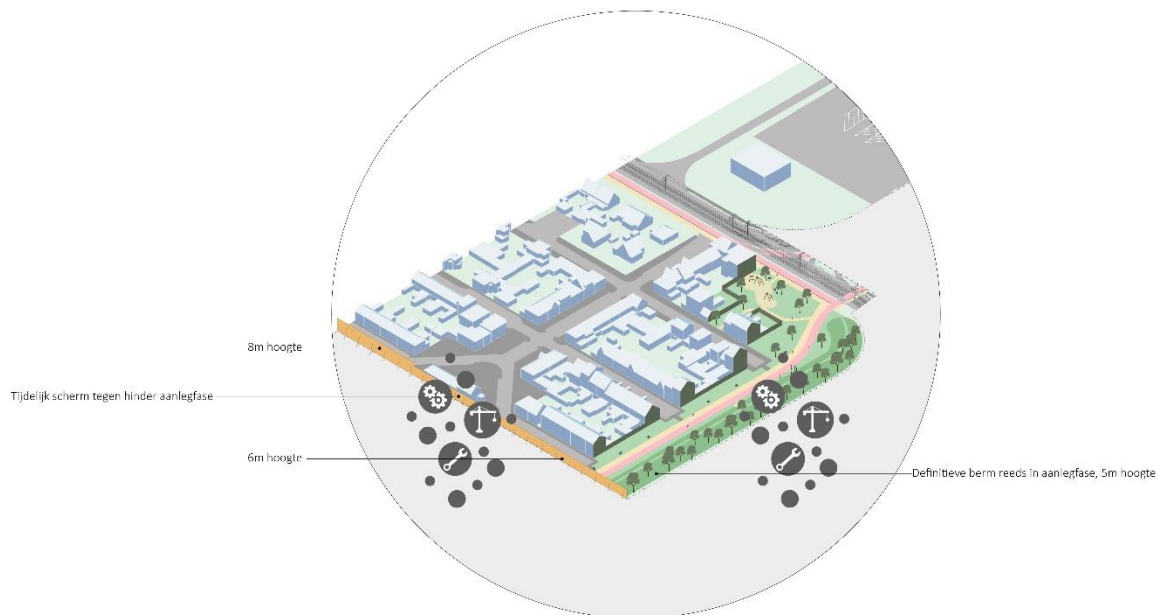 8m hoogte
Tijdelijk scherm tegen hinder aanlegfase
6m hoogte
Definitieve berm reeds in aanlegfase, 5m hoogte